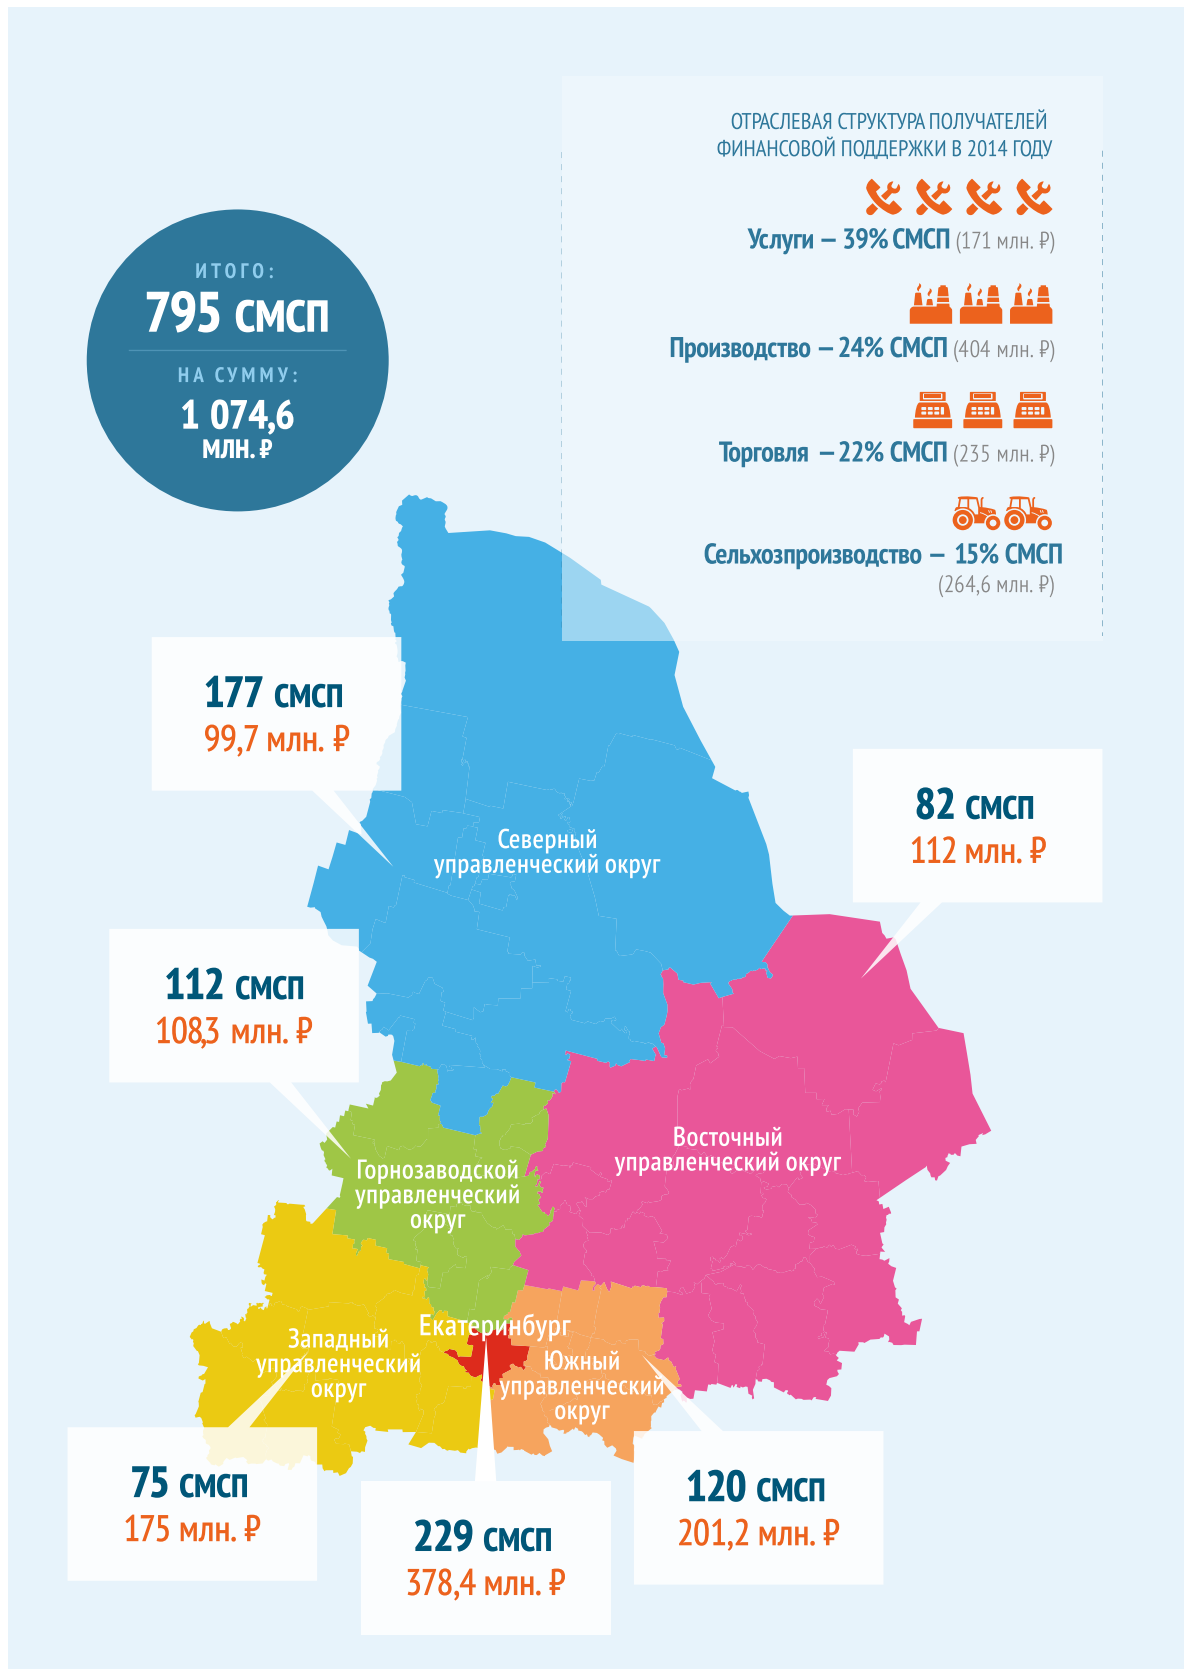 ОТРАСЛЕВАЯ СТРУКТУРА ПОЛУЧАТЕЛЕЙ
ФИНАНСОВОЙ ПОДДЕРЖКИ В 2014 ГОДУ
Услуги — 39% СМСП (171 млн. ₽)
Производство — 24% СМСП (404 млн. ₽)
Торговля — 22% СМСП (235 млн. ₽)
Сельхозпроизводство — 15% СМСП
(264,6 млн. ₽)
ИТОГО:
795 СМСП
НА СУММУ:
1 074,6
МЛН. ₽
177 СМСП
99,7 млн. ₽
82 СМСП
112 млн. ₽
Северный
управленческий округ
112 СМСП
108,3 млн. ₽
Восточный
управленческий округ
Горнозаводской
управленческий
округ
Екатеринбург
Западный
управленческий
округ
Южный
управленческий
округ
75 СМСП
175 млн. ₽
229 СМСП
378,4 млн. ₽
120 СМСП
201,2 млн. ₽